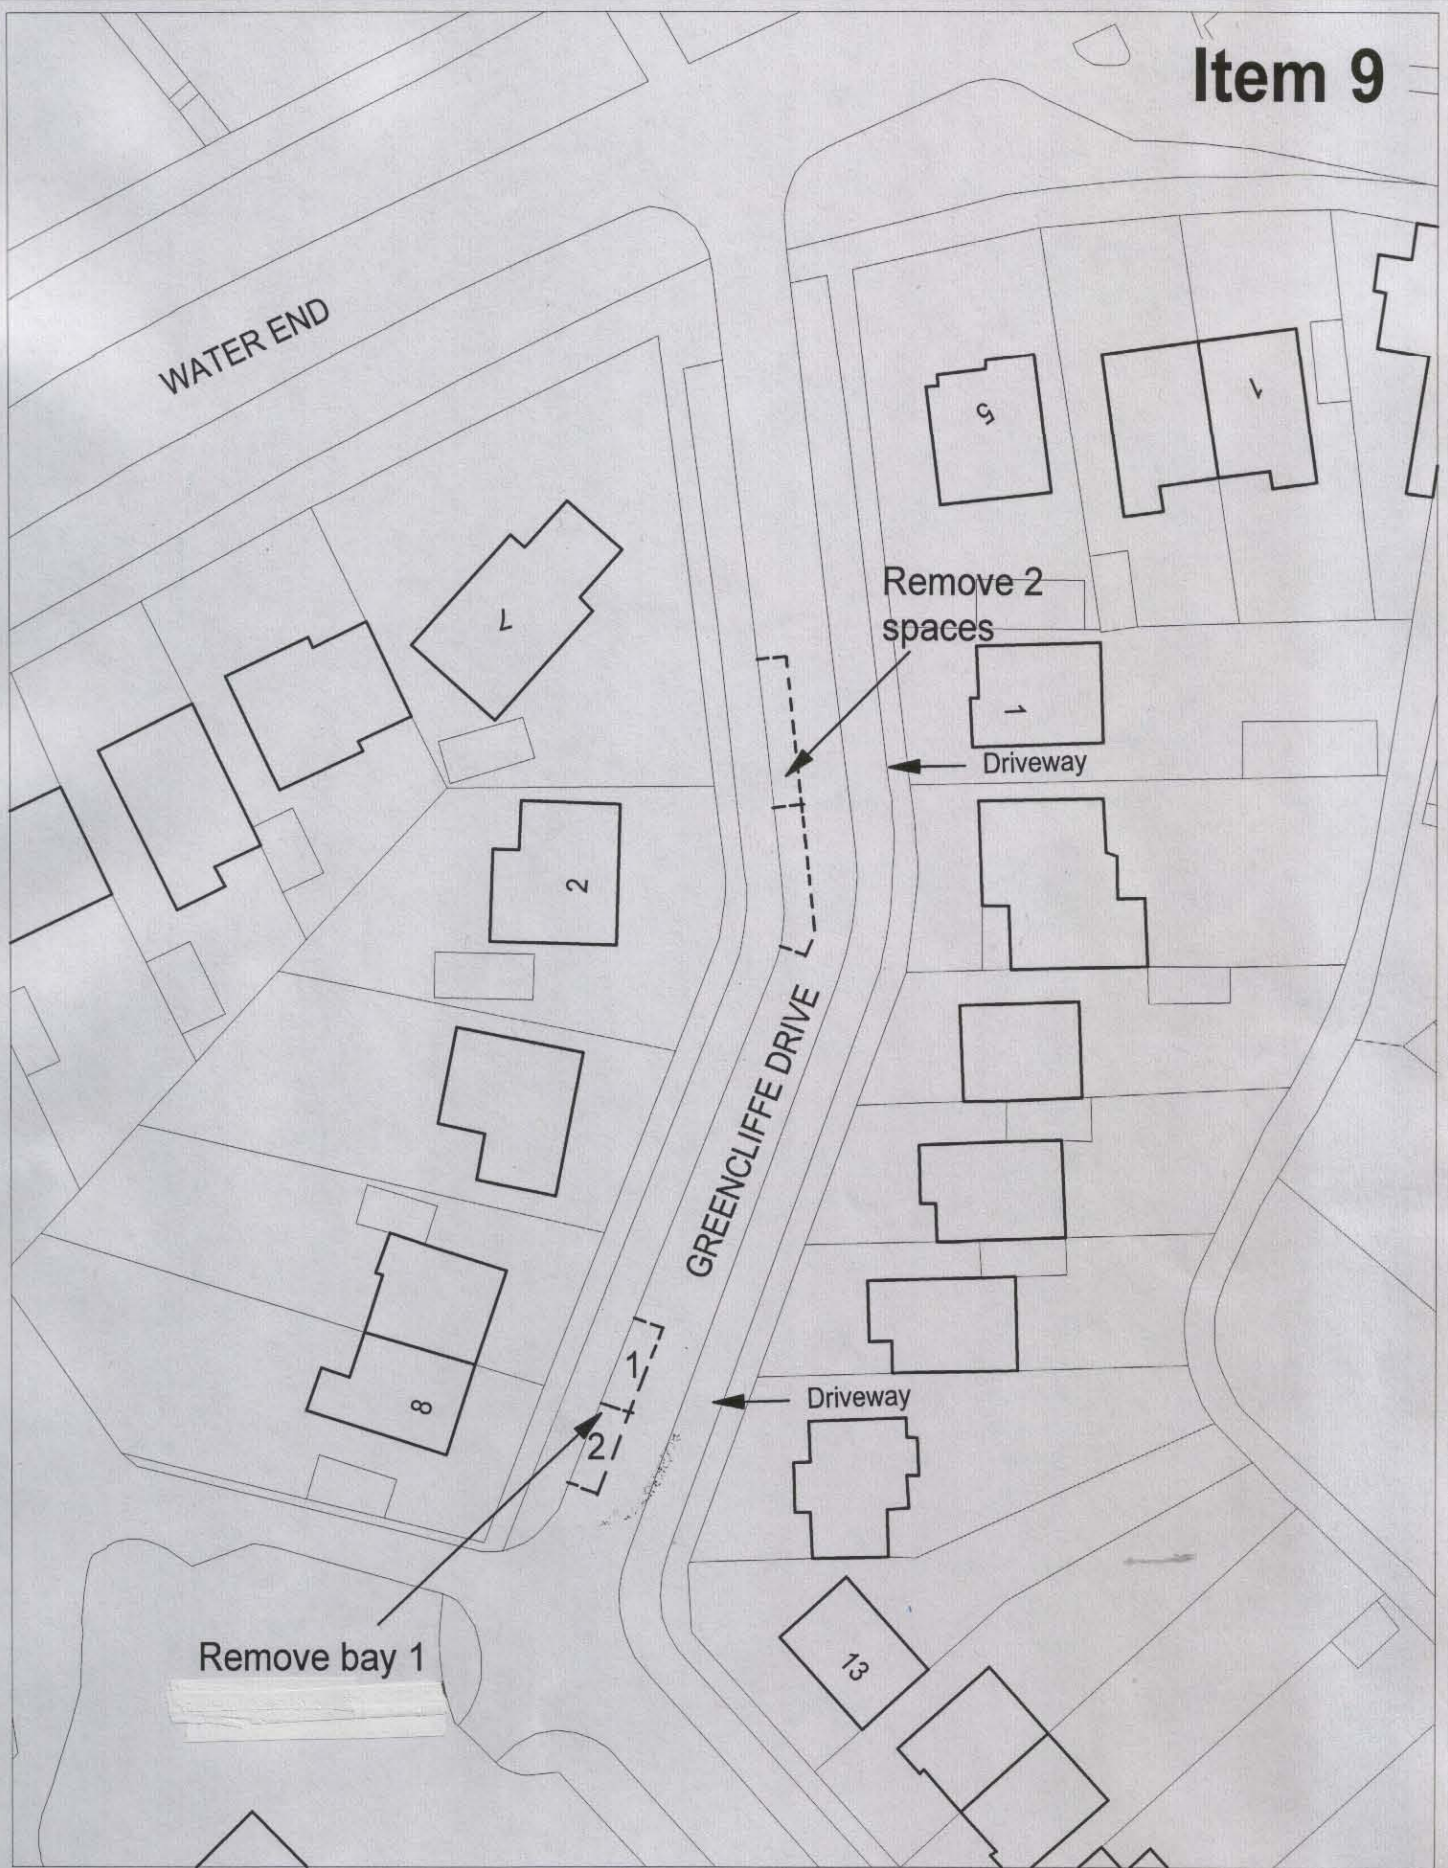 Item 9
WATER END
5
1
7
Remove 2
spaces
1
Driveway
2
GREENCLIFFE DRIVE
1
Driveway
8
2
Remove bay 1
13